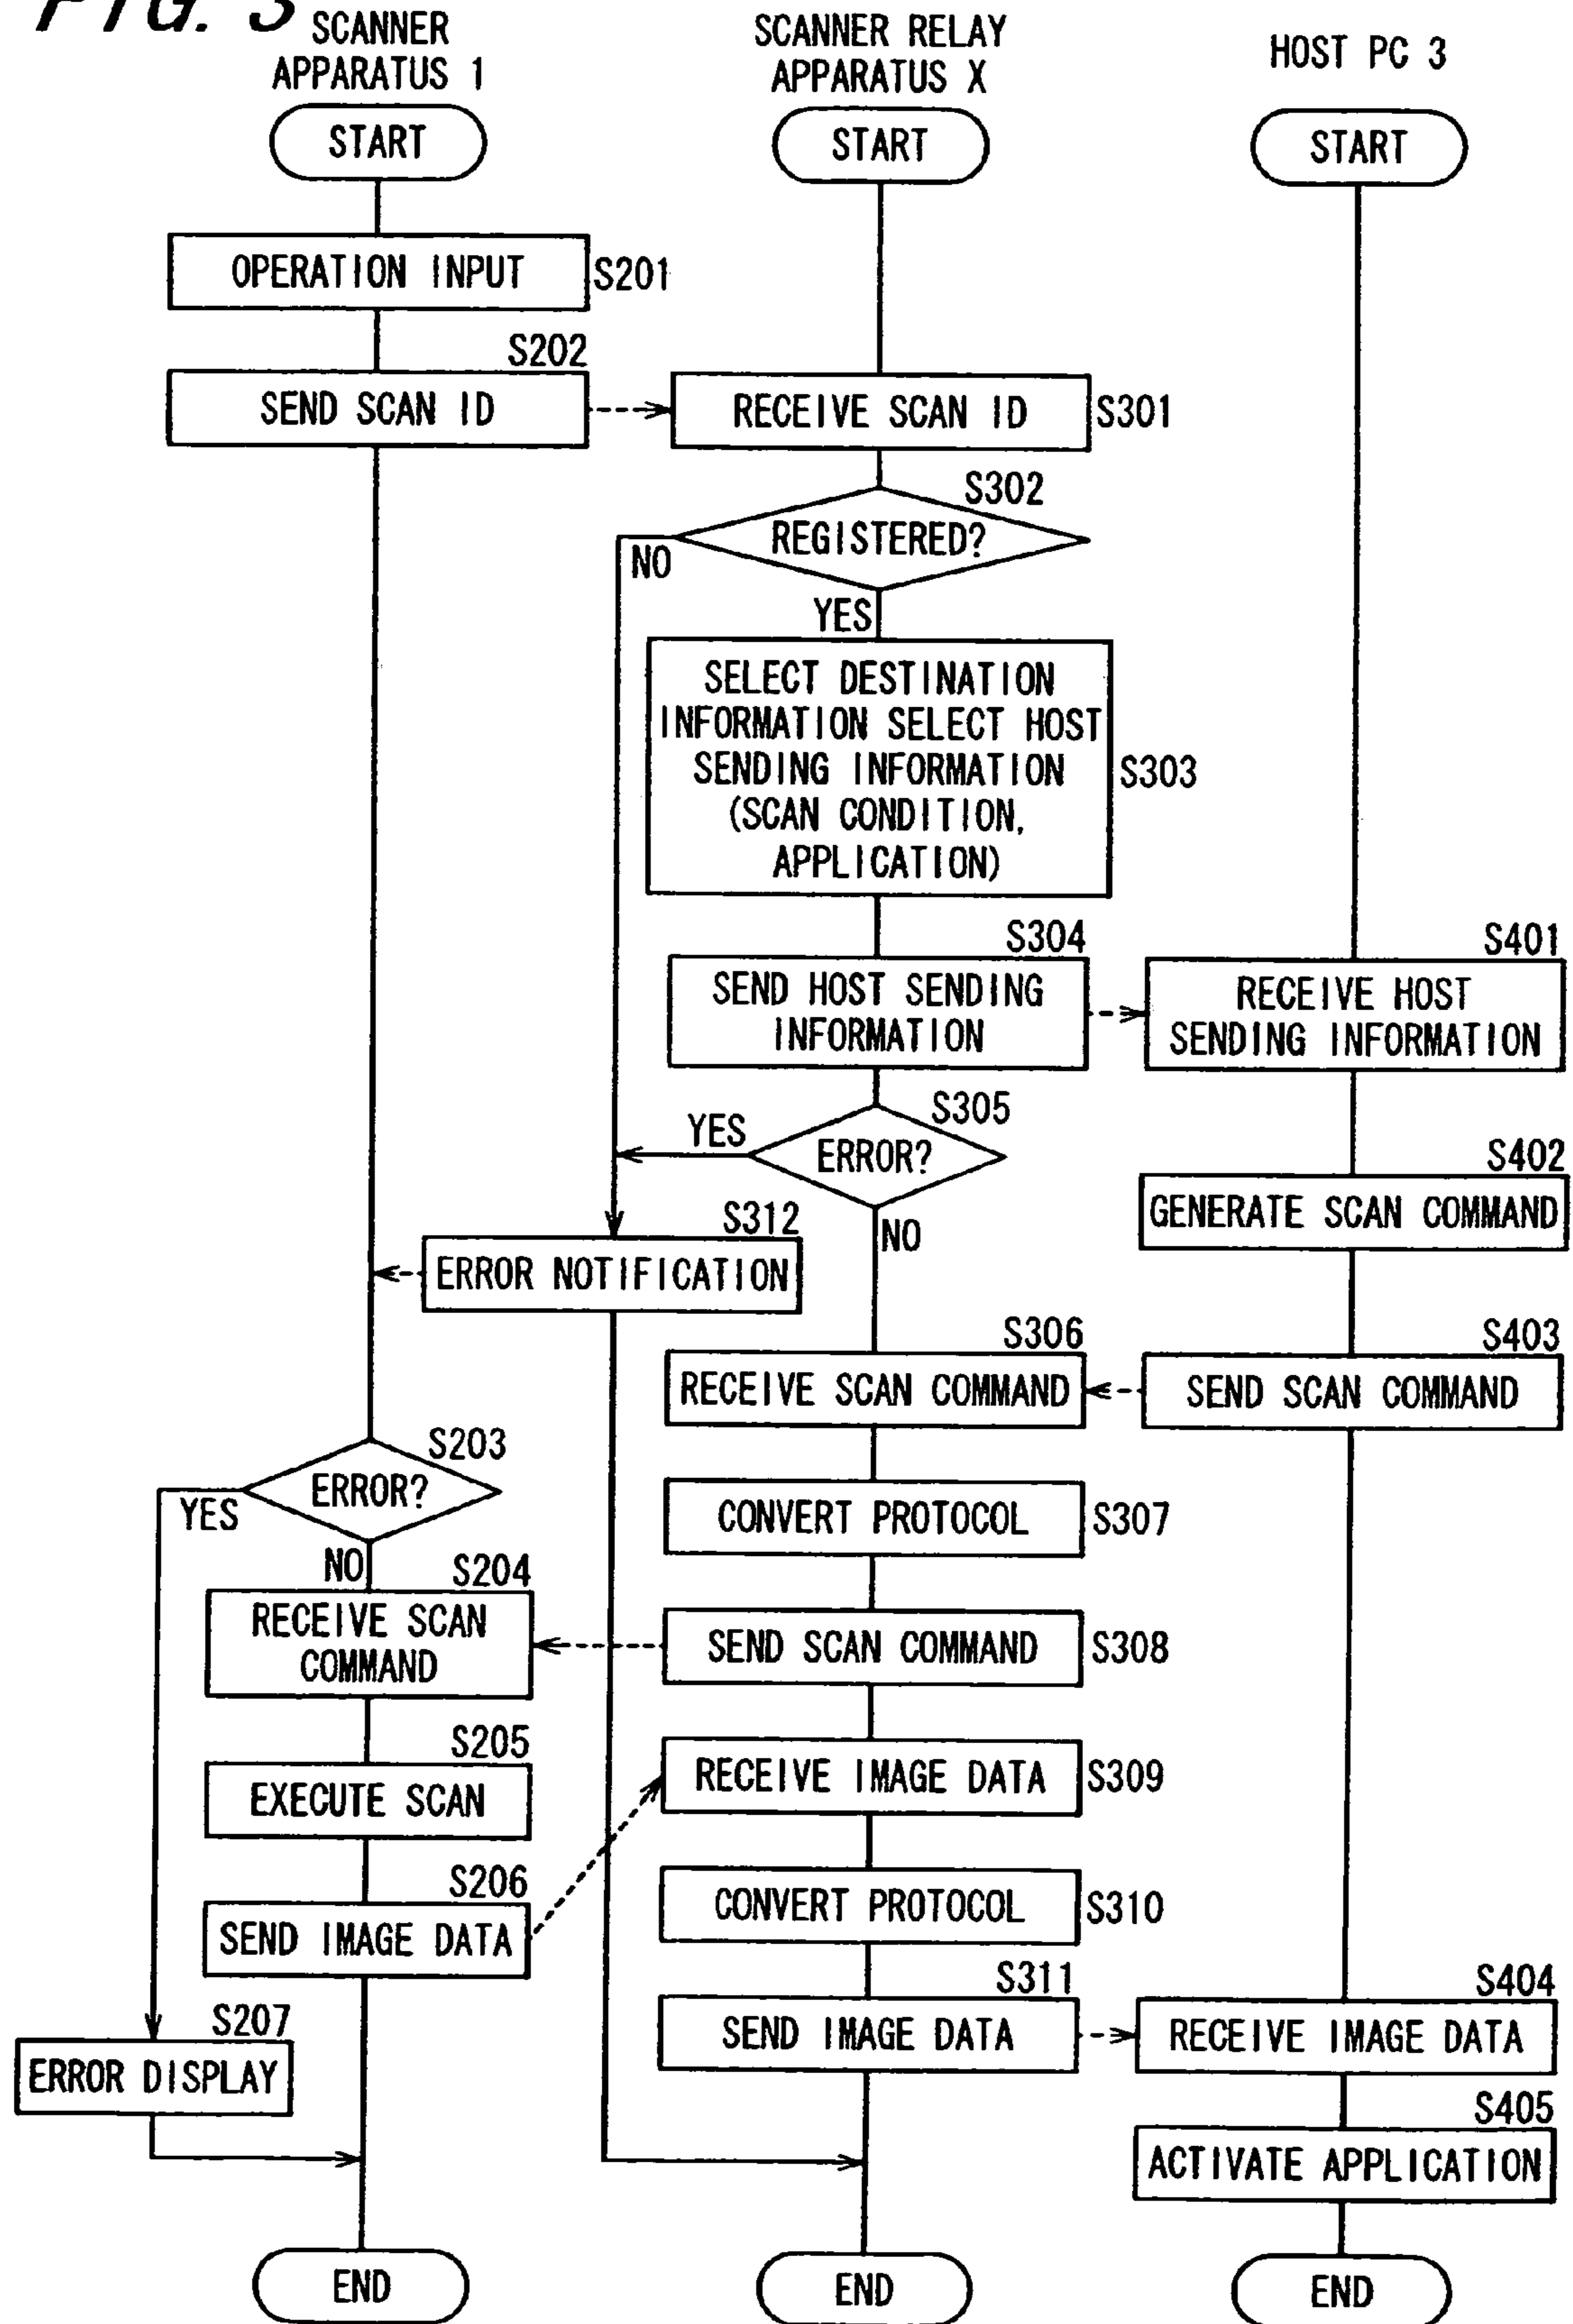 FIG. 3
SCANNER
APPARATUS 1
SCANNER RELAY
APPARATUS X
HOST PC 3
START
START
START
OPERATION INPUT
S201
S202
SEND SCAN ID
RECEIVE SCAN ID
S301
S302
REGISTERED?
NO
YES
SELECT DESTINATION
INFORMATION SELECT HOST
SENDING INFORMATION
(SCAN CONDITION,
APPLICATION)
S303
S304
SEND HOST SENDING
INFORMATION
S401
RECEIVE HOST
SENDING INFORMATION
S305
YES
ERROR?
NO
S402
GENERATE SCAN COMMAND
S312
ERROR NOTIFICATION
S306
RECEIVE SCAN COMMAND
S403
SEND SCAN COMMAND
S203
ERROR?
YES
NO
CONVERT PROTOCOL
S307
S204
RECEIVE SCAN
COMMAND
SEND SCAN COMMAND
S308
S205
EXECUTE SCAN
RECEIVE IMAGE DATA
S309
S206
SEND IMAGE DATA
CONVERT PROTOCOL
S310
S311
SEND IMAGE DATA
S404
RECEIVE IMAGE DATA
S207
ERROR DISPLAY
S405
ACTIVATE APPLICATION
END
END
END